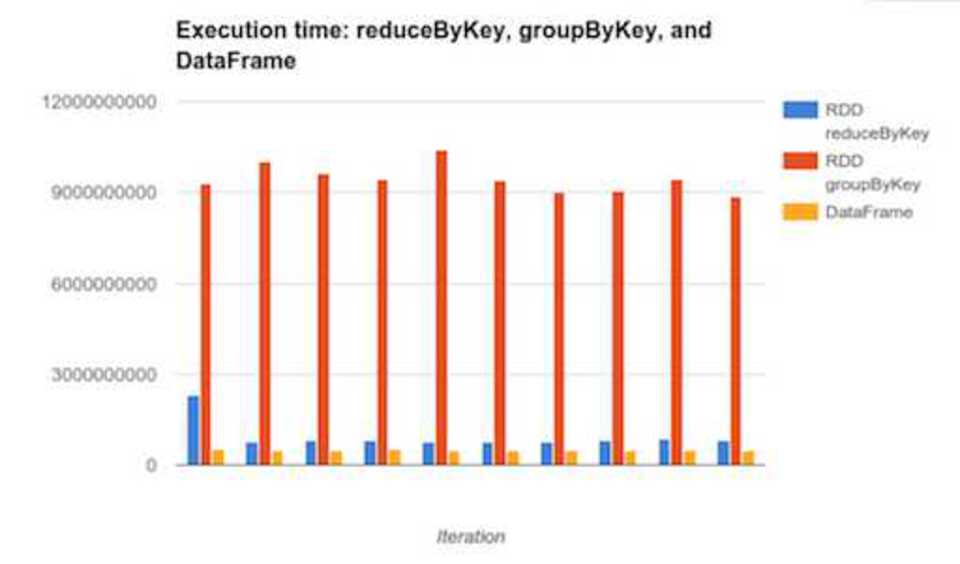 Execution time: reduceByKey, groupByKey, and
DataFrame
12000000000
9000000000
6000000000
3000000000
0
RDD
reduceByKey
RDD
groupByKey
DataFrame
Iteration